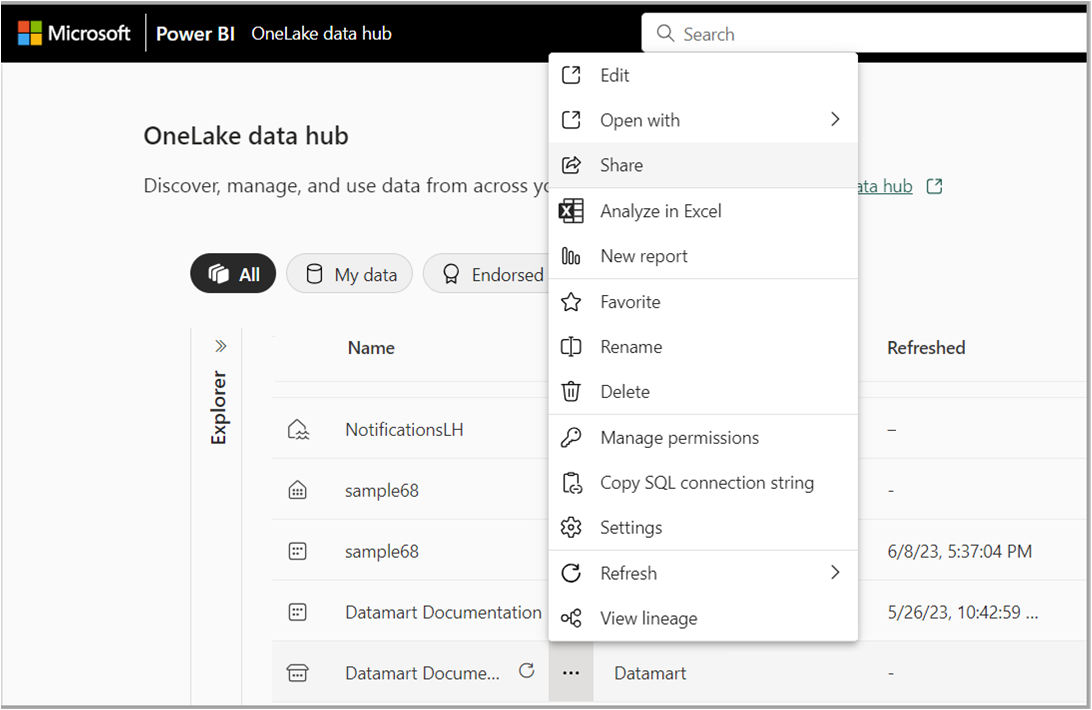 Microsoft Power BI OneLake data hub
Search
Edit
Open with
Share
Analyze in Excel
New report
Favorite
Rename
Delete
Manage permissions
Copy SQL connection string
Settings
Refresh
View lineage
OneLake data hub
Discover, manage, and use data from across
data hub
All My data Endorsed
Explorer
Name Refreshed
NotificationsLH –
sample68 -
sample68 6/8/23, 5:37:04 PM
Datamart Documentation 5/26/23, 10:42:59 ...
Datamart Docume... ... Datamart -